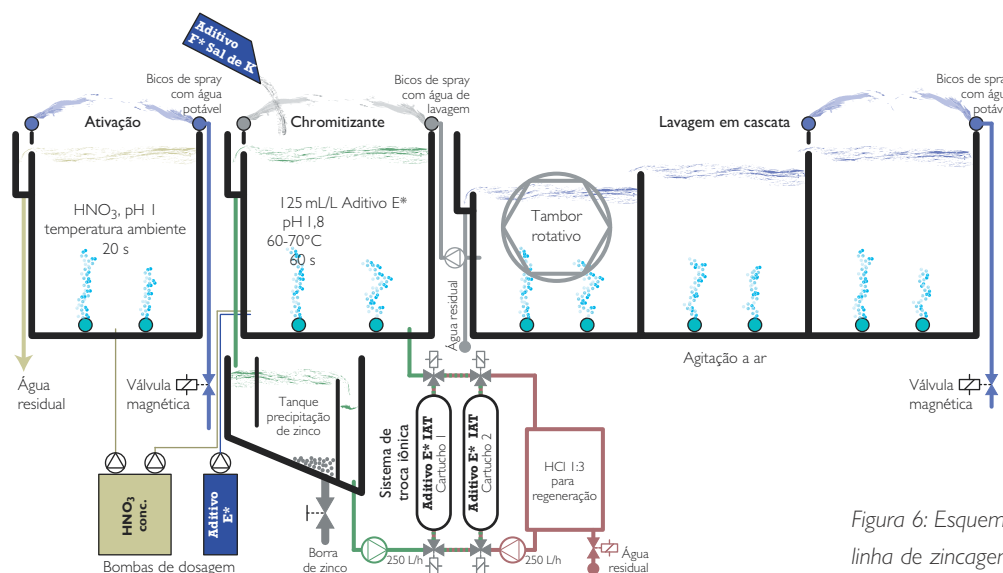 Aditivo
F* Sal de K
Bicos de spray
com água
potável
Ativação
Chromitizante
Bicos de spray
com água de
lavagem
Lavagem em cascata
Bicos de spray
com água
potável
HNO₃, pH 1
temperatura ambiente
20 s
125 mL/L Aditivo E*
pH 1,8
60-70°C
60 s
Tambor
rotativo
Água residual
Agitação a ar
Água
residual
Válvula
magnética
Válvula
magnética
Tanque
precipitação
de zinco
Sistema de
troca iônica
Aditivo E* IAT
Cartucho 1
Aditivo E* IAT
Cartucho 2
HCl 1:3
para
regeneração
HNO₃
conc.
Aditivo
E*
Bombas de dosagem
Borra
de zinco
250 L/h
250 L/h
Água
residual
Figura 6: Esquem
linha de zincagem